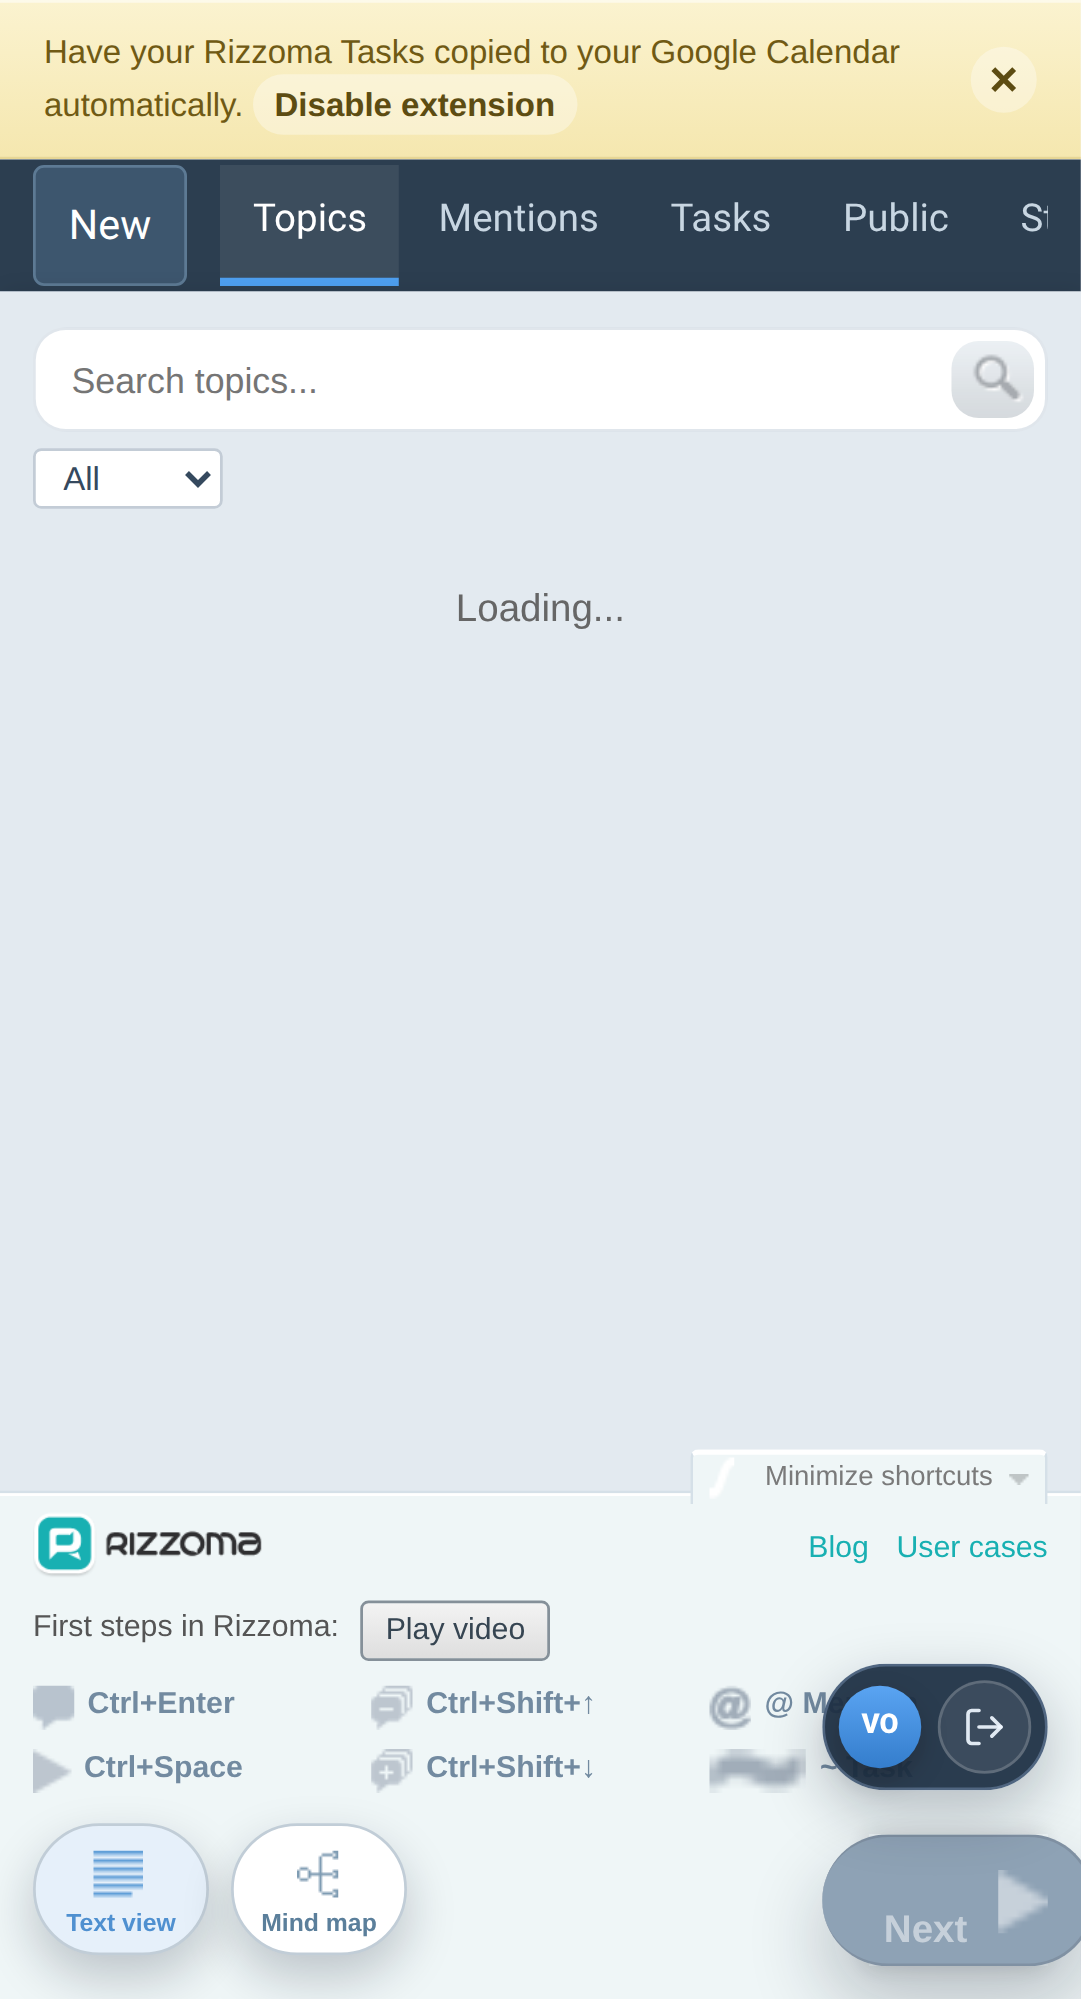 Have your Rizzoma Tasks copied to your Google Calendar
automatically. Disable extension
New Topics Mentions Tasks Public
Search topics...
All
Loading...
Minimize shortcuts
RIZZOMA
Blog User cases
First steps in Rizzoma: Play video
Ctrl+Enter Ctrl+Shift+↑ @
Ctrl+Space Ctrl+Shift+↓ ~ Task
VO
Text view Mind map
Next